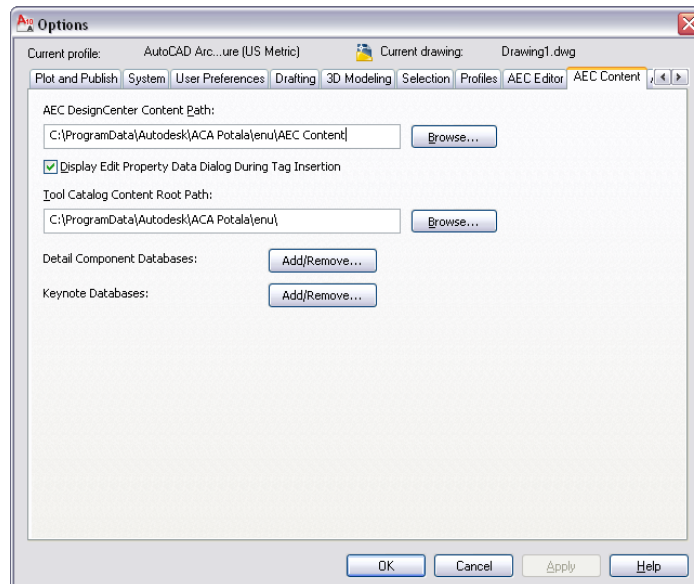 Options
Current profile: AutoCAD Arc...ure (US Metric) Current drawing: Drawing1.dwg
Plot and Publish System User Preferences Drafting 3D Modeling Selection Profiles AEC Editor AEC Content
AEC DesignCenter Content Path:
C:\ProgramData\Autodesk\ACA Potala\enu\AEC Content Browse...
Display Edit Property Data Dialog During Tag Insertion
Tool Catalog Content Root Path:
C:\ProgramData\Autodesk\ACA Potala\enu\ Browse...
Detail Component Databases: Add/Remove...
Keynote Databases: Add/Remove...
OK Cancel Apply Help